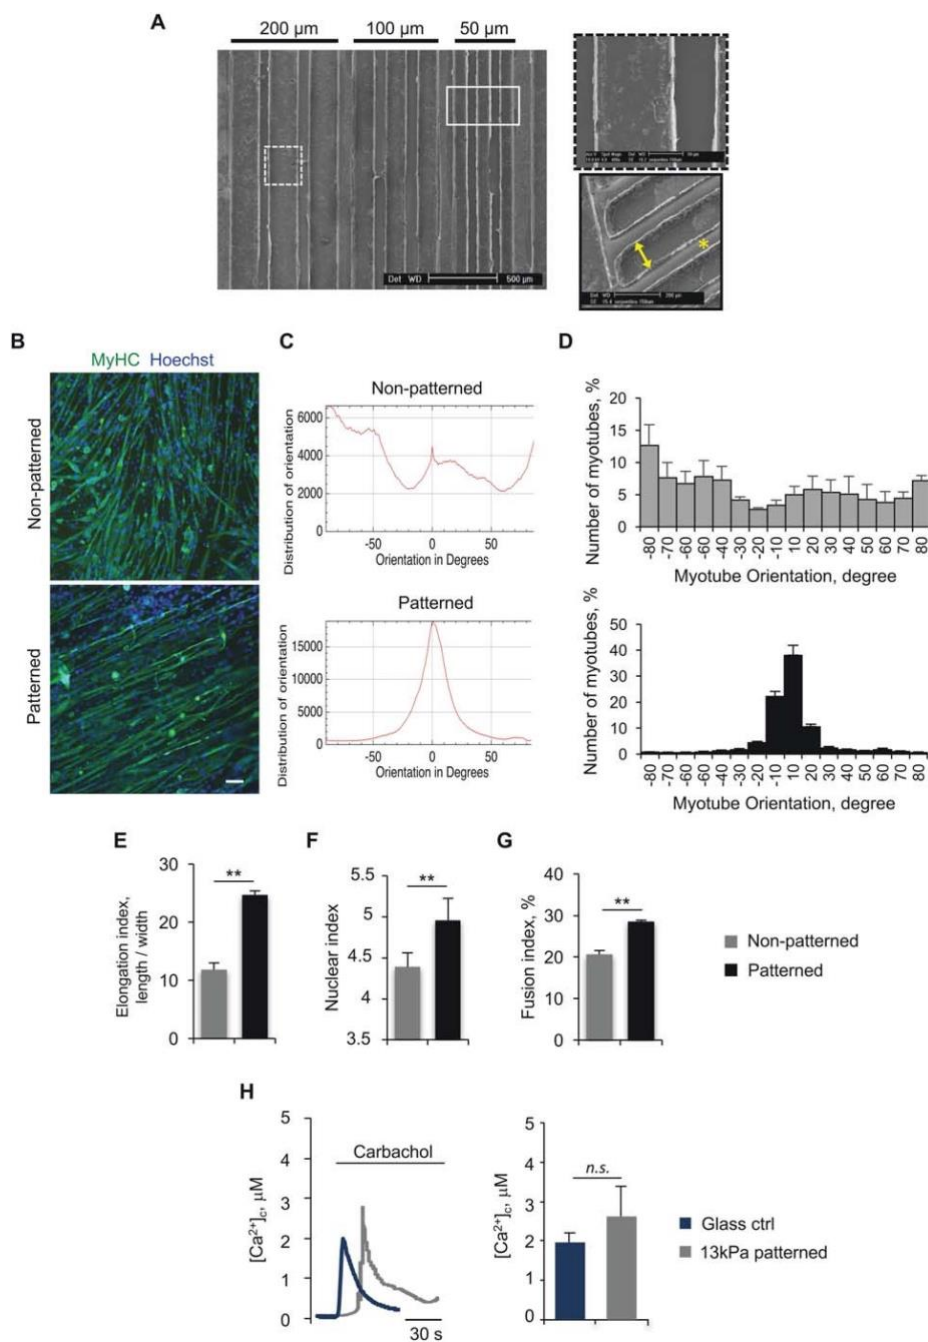 A
200 µm 100 µm 50 µm
Det WD 500 µm
B
MyHC Hoechst
Non-patterned
Patterned
C
Non-patterned
Distribution of orientation
6000
4000
2000
0
-50 0 50
Orientation in Degrees
Patterned
Distribution of orientation
15000
10000
5000
0
-50 0 50
Orientation in Degrees
D
Number of myotubes, %
20
15
10
5
0
-80 -70 -60 -60 -40 -30 -20 -10 10 20 30 40 50 60 70 80
Myotube Orientation, degree
Number of myotubes, %
50
40
30
20
10
0
-80 -70 -60 -60 -40 -30 -20 -10 10 20 30 40 50 60 70 80
Myotube Orientation, degree
E
Elongation index,
length / width
30
20
10
0
**
F
Nuclear index
5.5
5
4.5
4
3.5
**
G
Fusion index, %
40
30
20
10
0
**
Non-patterned
Patterned
H
[Ca²⁺]c, µM
5
4
3
2
1
0
Carbachol
30 s
[Ca²⁺]c, µM
5
4
3
2
1
0
n.s.
Glass ctrl
13kPa patterned